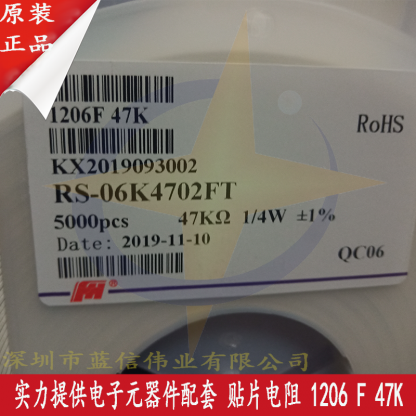 原装
正品
1206F 47K
RoHS
KX2019093002
RS-06K4702FT
5000pcs 47KΩ 1/4W ±1%
Date: 2019-11-10
QC06
深圳市蓝信伟业有限公司
实力提供电子元器件配套 贴片电阻 1206 F 47K